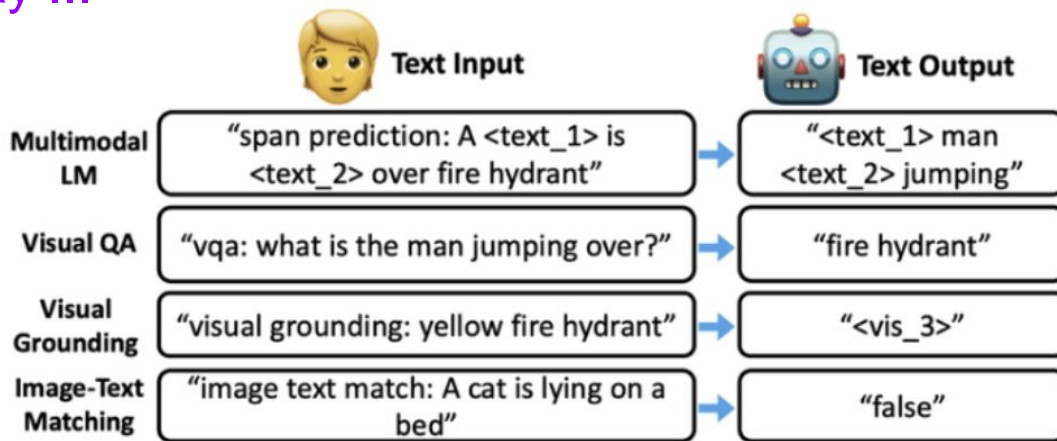 Text Input
Text Output
Multimodal
LM
“span prediction: A <text_1> is
<text_2> over fire hydrant”
“<text_1> man
<text_2> jumping”
Visual QA
“vqa: what is the man jumping over?”
“fire hydrant”
Visual
Grounding
“visual grounding: yellow fire hydrant”
“<vis_3>”
Image-Text
Matching
“image text match: A cat is lying on a
bed”
“false”